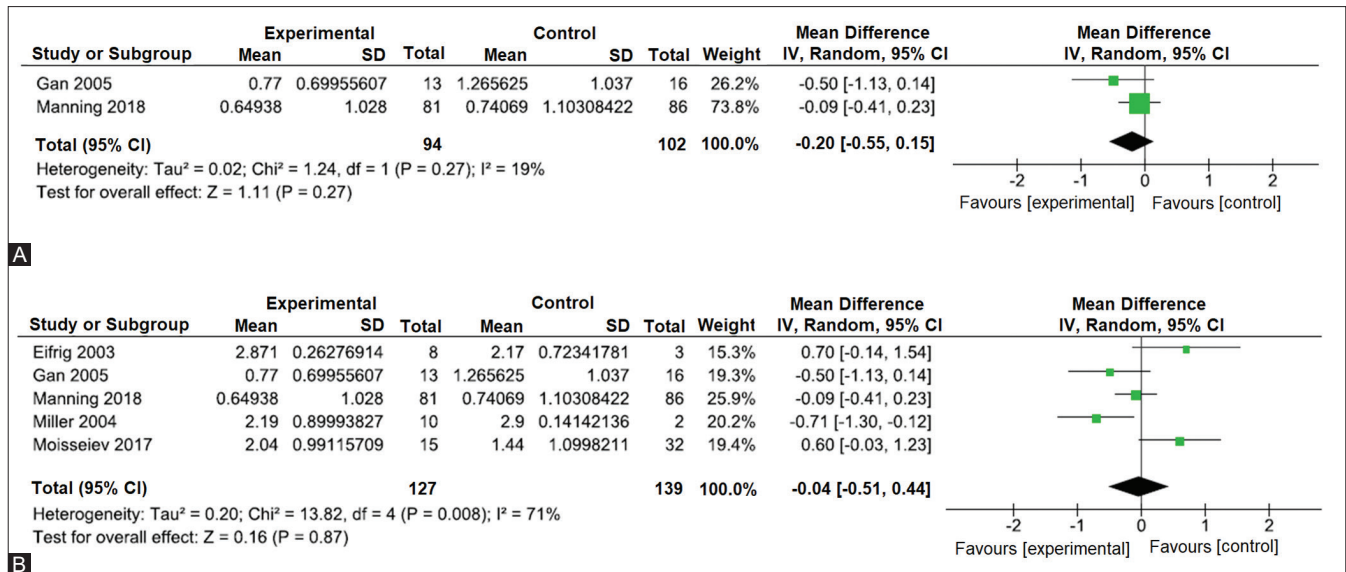 Experimental Control Mean Difference Mean Difference
Study or Subgroup Mean SD Total Mean SD Total Weight IV, Random, 95% CI IV, Random, 95% CI
Gan 2005 0.77 0.69955607 13 1.265625 1.037 16 26.2% -0.50 [-1.13, 0.14]
Manning 2018 0.64938 1.028 81 0.74069 1.10308422 86 73.8% -0.09 [-0.41, 0.23]
Total (95% CI) 94 102 100.0% -0.20 [-0.55, 0.15]
Heterogeneity: Tau² = 0.02; Chi² = 1.24, df = 1 (P = 0.27); I² = 19%
Test for overall effect: Z = 1.11 (P = 0.27)
-2 -1 0 1 2
Favours [experimental] Favours [control]
A
Experimental Control Mean Difference Mean Difference
Study or Subgroup Mean SD Total Mean SD Total Weight IV, Random, 95% CI IV, Random, 95% CI
Eifrig 2003 2.871 0.26276914 8 2.17 0.72341781 3 15.3% 0.70 [-0.14, 1.54]
Gan 2005 0.77 0.69955607 13 1.265625 1.037 16 19.3% -0.50 [-1.13, 0.14]
Manning 2018 0.64938 1.028 81 0.74069 1.10308422 86 25.9% -0.09 [-0.41, 0.23]
Miller 2004 2.19 0.89993827 10 2.9 0.14142136 2 20.2% -0.71 [-1.30, -0.12]
Moisseiev 2017 2.04 0.99115709 15 1.44 1.0998211 32 19.4% 0.60 [-0.03, 1.23]
Total (95% CI) 127 139 100.0% -0.04 [-0.51, 0.44]
Heterogeneity: Tau² = 0.20; Chi² = 13.82, df = 4 (P = 0.008); I² = 71%
Test for overall effect: Z = 0.16 (P = 0.87)
-2 -1 0 1 2
Favours [experimental] Favours [control]
B